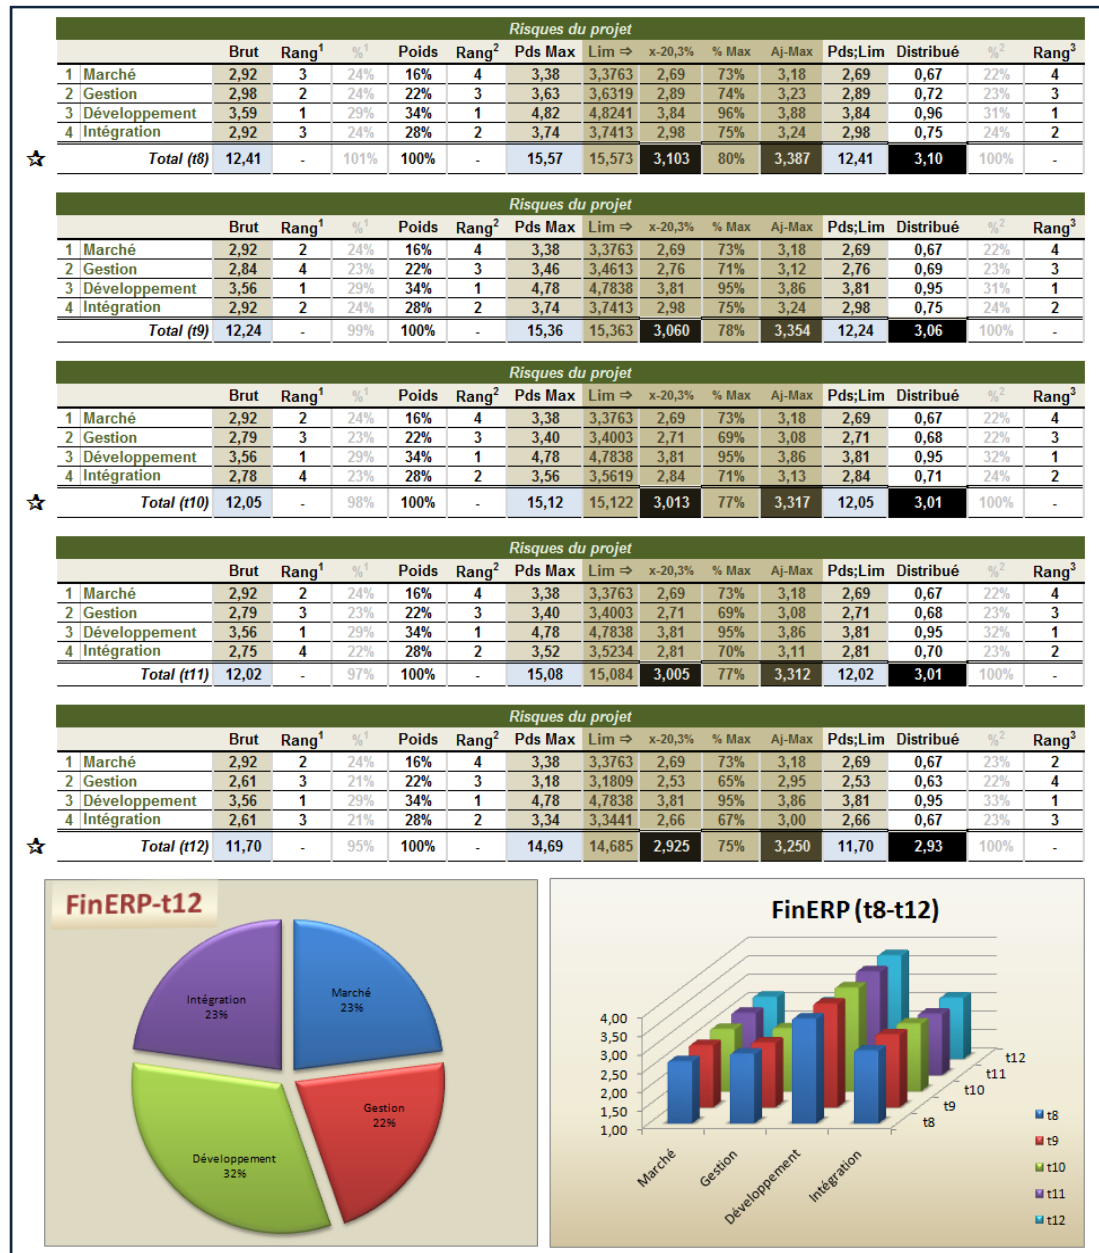 Risques du projet
Brut Rang1 %1 Poids Rang2 Pds Max Lim ⇒ x-20,3% % Max Aj-Max Pds;Lim Distribué %2 Rang3
1 Marché 2,92 3 24% 16% 4 3,38 3,3763 2,69 73% 3,18 2,69 0,67 22% 4
2 Gestion 2,98 2 24% 22% 3 3,63 3,6319 2,89 74% 3,23 2,89 0,72 23% 3
3 Développement 3,59 1 29% 34% 1 4,82 4,8241 3,84 96% 3,88 3,84 0,96 31% 1
4 Intégration 2,92 3 24% 28% 2 3,74 3,7413 2,98 75% 3,24 2,98 0,75 24% 2
☆ Total (t8) 12,41 - 101% 100% - 15,57 15,573 3,103 80% 3,387 12,41 3,10 100% -
Risques du projet
Brut Rang1 %1 Poids Rang2 Pds Max Lim ⇒ x-20,3% % Max Aj-Max Pds;Lim Distribué %2 Rang3
1 Marché 2,92 2 24% 16% 4 3,38 3,3763 2,69 73% 3,18 2,69 0,67 22% 4
2 Gestion 2,84 4 23% 22% 3 3,46 3,4613 2,76 71% 3,12 2,76 0,69 23% 3
3 Développement 3,56 1 29% 34% 1 4,78 4,7838 3,81 95% 3,86 3,81 0,95 31% 1
4 Intégration 2,92 2 24% 28% 2 3,74 3,7413 2,98 75% 3,24 2,98 0,75 24% 2
Total (t9) 12,24 - 99% 100% - 15,36 15,363 3,060 78% 3,354 12,24 3,06 100% -
Risques du projet
Brut Rang1 %1 Poids Rang2 Pds Max Lim ⇒ x-20,3% % Max Aj-Max Pds;Lim Distribué %2 Rang3
1 Marché 2,92 2 24% 16% 4 3,38 3,3763 2,69 73% 3,18 2,69 0,67 22% 4
2 Gestion 2,79 3 23% 22% 3 3,40 3,4003 2,71 69% 3,08 2,71 0,68 23% 3
3 Développement 3,56 1 29% 34% 1 4,78 4,7838 3,81 95% 3,86 3,81 0,95 32% 1
4 Intégration 2,78 4 23% 28% 2 3,56 3,5619 2,84 71% 3,13 2,84 0,71 24% 2
☆ Total (t10) 12,05 - 98% 100% - 15,12 15,122 3,013 77% 3,317 12,05 3,01 100% -
Risques du projet
Brut Rang1 %1 Poids Rang2 Pds Max Lim ⇒ x-20,3% % Max Aj-Max Pds;Lim Distribué %2 Rang3
1 Marché 2,92 2 24% 16% 4 3,38 3,3763 2,69 73% 3,18 2,69 0,67 22% 4
2 Gestion 2,79 3 23% 22% 3 3,40 3,4003 2,71 69% 3,08 2,71 0,68 23% 3
3 Développement 3,56 1 29% 34% 1 4,78 4,7838 3,81 95% 3,86 3,81 0,95 32% 1
4 Intégration 2,75 4 22% 28% 2 3,52 3,5234 2,81 70% 3,11 2,81 0,70 23% 2
Total (t11) 12,02 - 97% 100% - 15,08 15,084 3,005 77% 3,312 12,02 3,01 100% -
Risques du projet
Brut Rang1 %1 Poids Rang2 Pds Max Lim ⇒ x-20,3% % Max Aj-Max Pds;Lim Distribué %2 Rang3
1 Marché 2,92 2 24% 16% 4 3,38 3,3763 2,69 73% 3,18 2,69 0,67 23% 2
2 Gestion 2,61 3 21% 22% 3 3,18 3,1809 2,53 65% 2,95 2,53 0,63 22% 4
3 Développement 3,56 1 29% 34% 1 4,78 4,7838 3,81 95% 3,86 3,81 0,95 33% 1
4 Intégration 2,61 3 21% 28% 2 3,34 3,3441 2,66 67% 3,00 2,66 0,67 23% 3
☆ Total (t12) 11,70 - 95% 100% - 14,69 14,685 2,925 75% 3,250 11,70 2,93 100% -
FinERP-t12
Intégration
23%
Marché
23%
Gestion
22%
Développement
32%
FinERP (t8-t12)
4,00
3,50
3,00
2,50
2,00
1,50
1,00
Marché
Gestion
Développement
Intégration
t8
t9
t10
t11
t12
t8
t9
t10
t11
t12